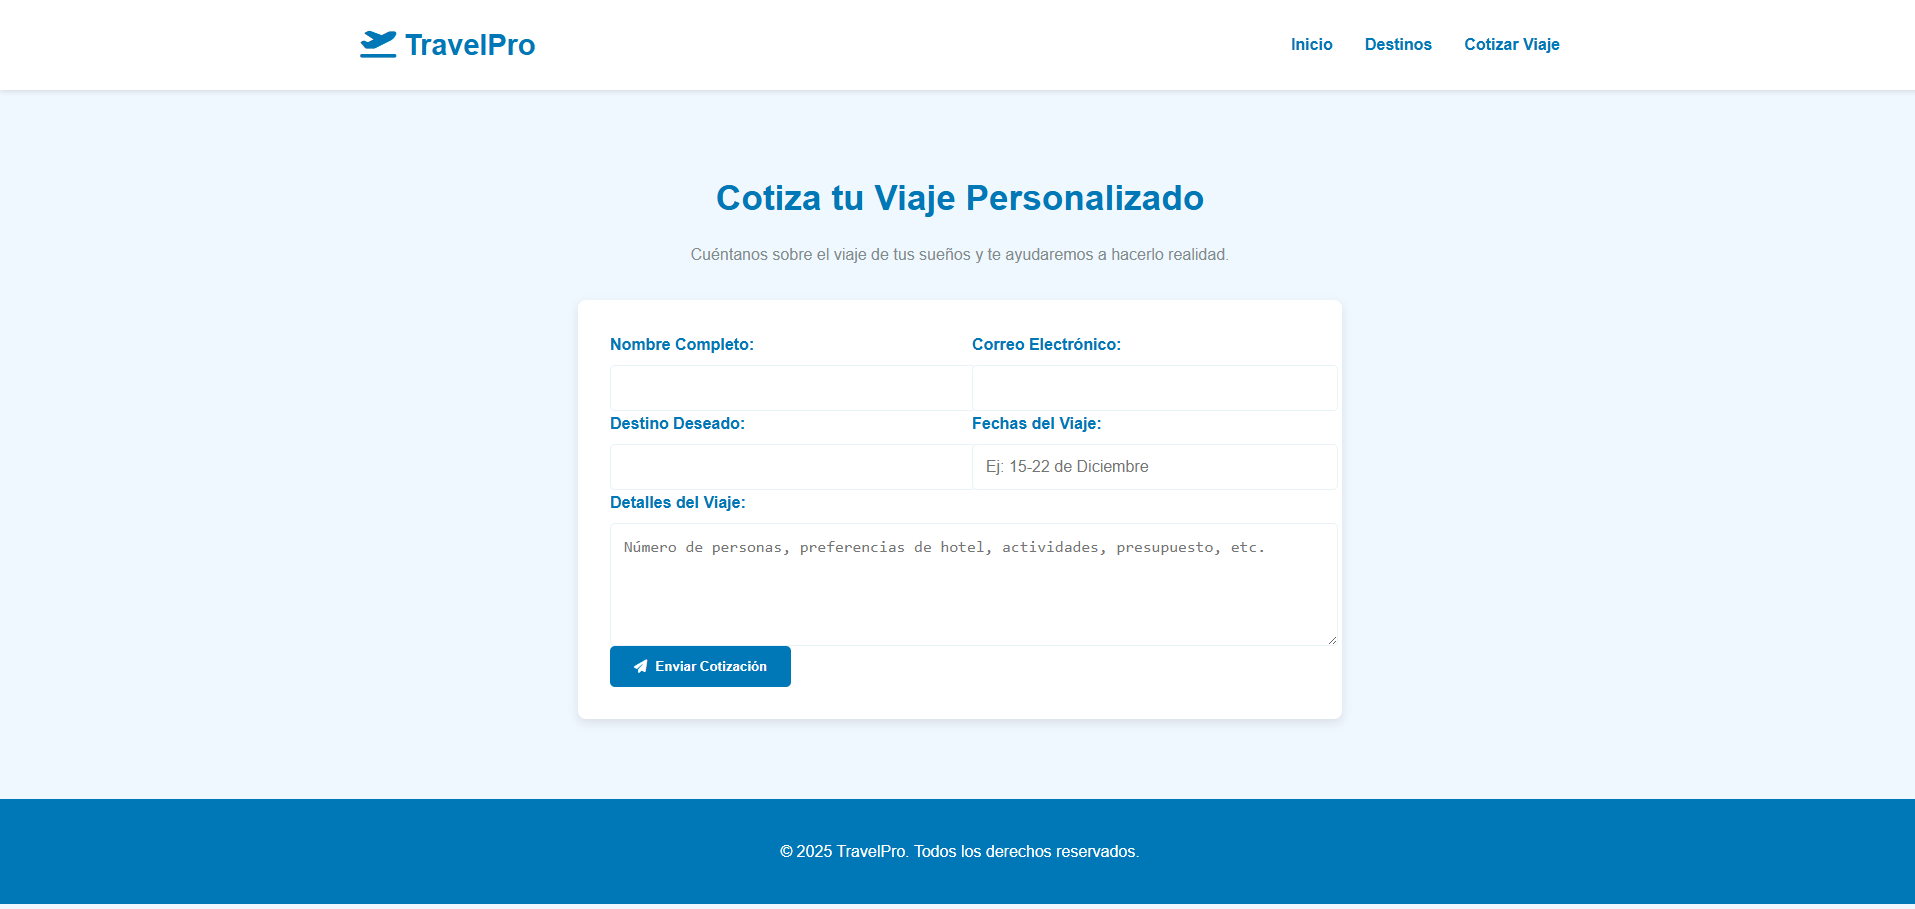 TravelPro
Inicio Destinos Cotizar Viaje
Cotiza tu Viaje Personalizado
Cuéntanos sobre el viaje de tus sueños y te ayudaremos a hacerlo realidad.
Nombre Completo: Correo Electrónico:
Destino Deseado: Fechas del Viaje:
Ej: 15-22 de Diciembre
Detalles del Viaje:
Número de personas, preferencias de hotel, actividades, presupuesto, etc.
Enviar Cotización
© 2025 TravelPro. Todos los derechos reservados.